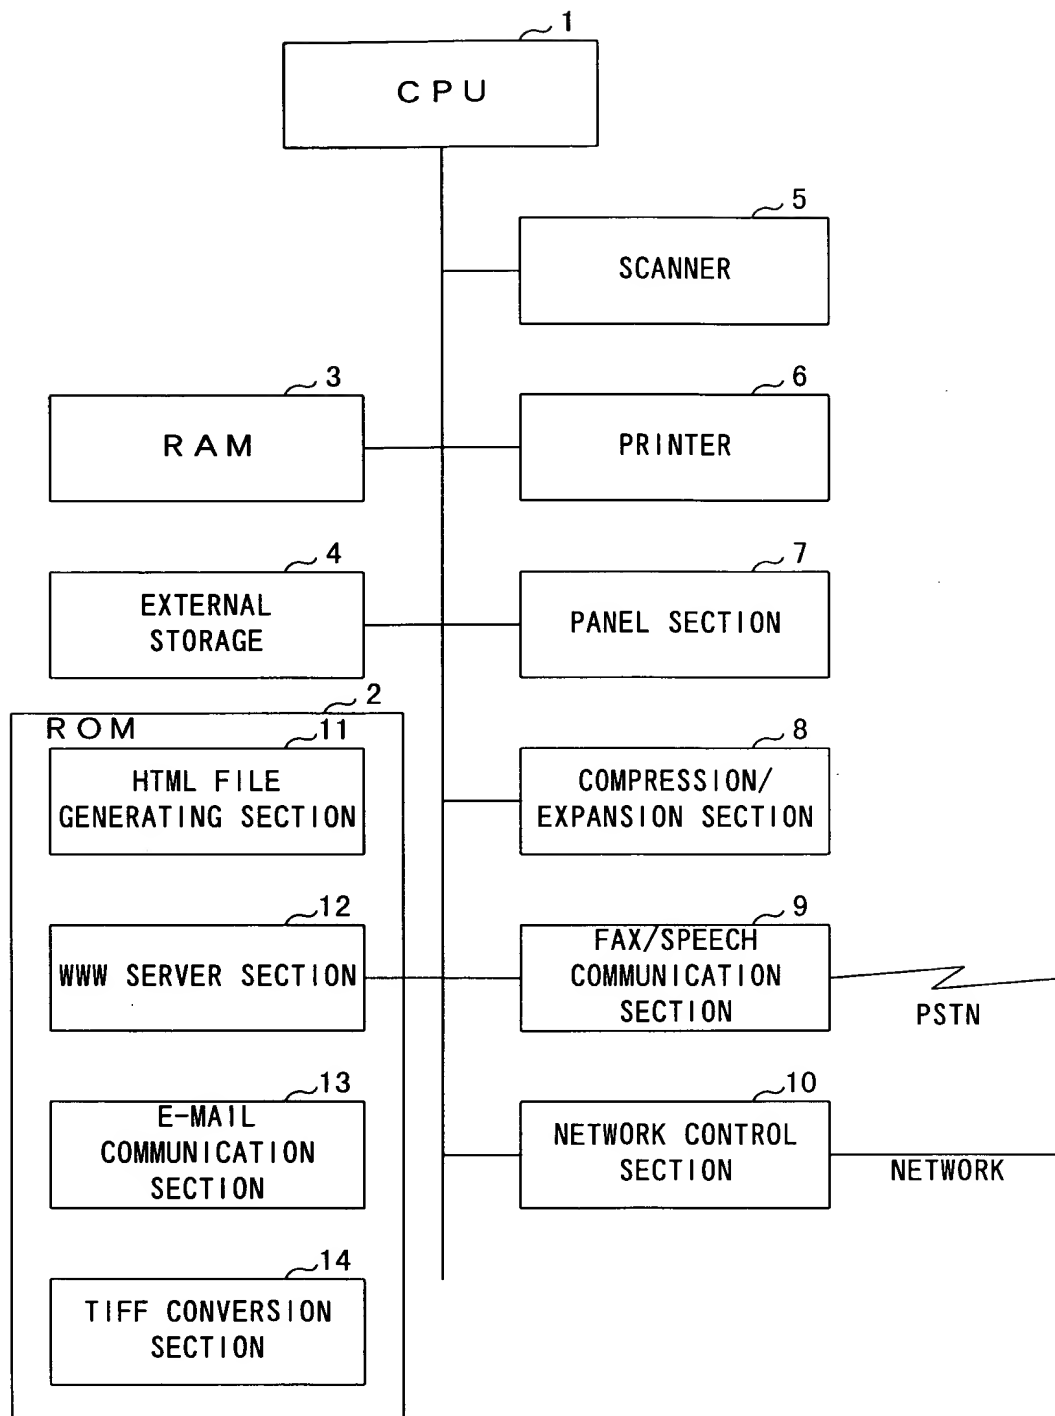 1
CPU
5
SCANNER
3
RAM
6
PRINTER
4
EXTERNAL
STORAGE
7
PANEL SECTION
2
ROM
11
HTML FILE
GENERATING SECTION
8
COMPRESSION/
EXPANSION SECTION
12
WWW SERVER SECTION
9
FAX/SPEECH
COMMUNICATION
SECTION
PSTN
13
E-MAIL
COMMUNICATION
SECTION
10
NETWORK CONTROL
SECTION
NETWORK
14
TIFF CONVERSION
SECTION